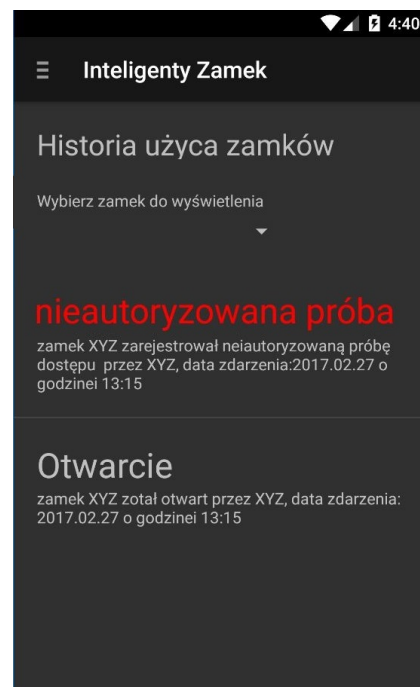 4:40
Inteligenty Zamek
Historia użyca zamków
Wybierz zamek do wyświetlenia
nieautoryzowana próba
zamek XYZ zarejestrował neiautoryzowaną próbę
dostępu przez XYZ, data zdarzenia:2017.02.27 o
godzinei 13:15
Otwarcie
zamek XYZ zotał otwart przez XYZ, data zdarzenia:
2017.02.27 o godzinei 13:15